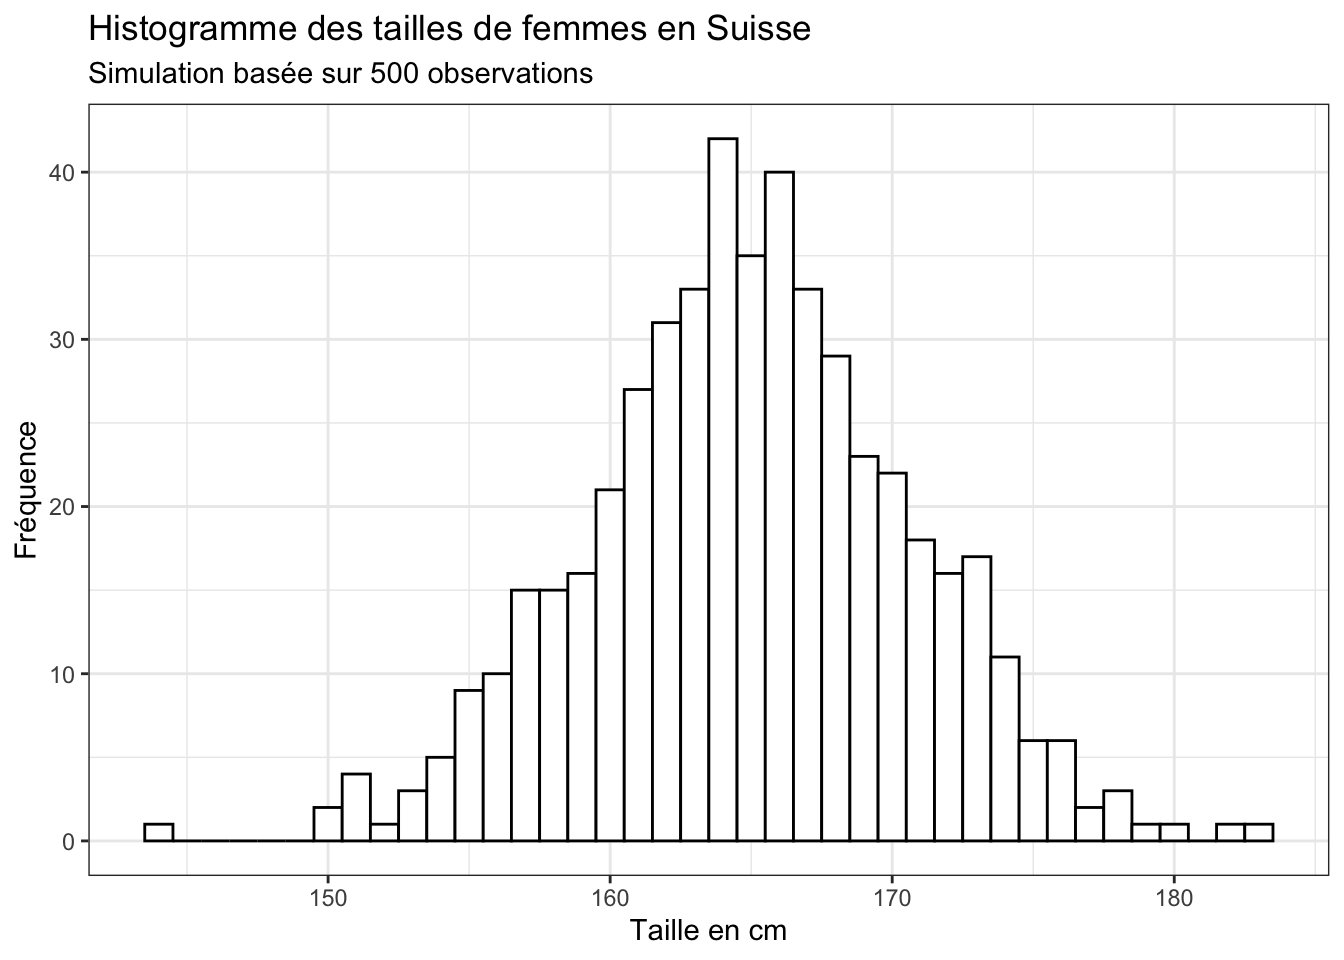 Histogramme des tailles de femmes en Suisse
Simulation basée sur 500 observations
40
30
20
10
0
Fréquence
150 160 170 180
Taille en cm